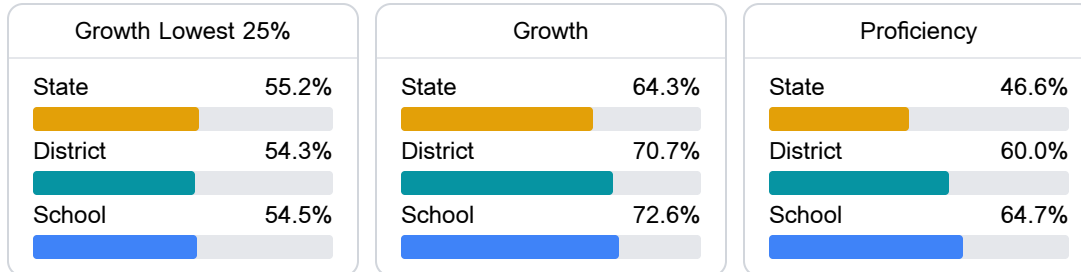 Growth Lowest 25%
State 55.2%
District 54.3%
School 54.5%
Growth
State 64.3%
District 70.7%
School 72.6%
Proficiency
State 46.6%
District 60.0%
School 64.7%